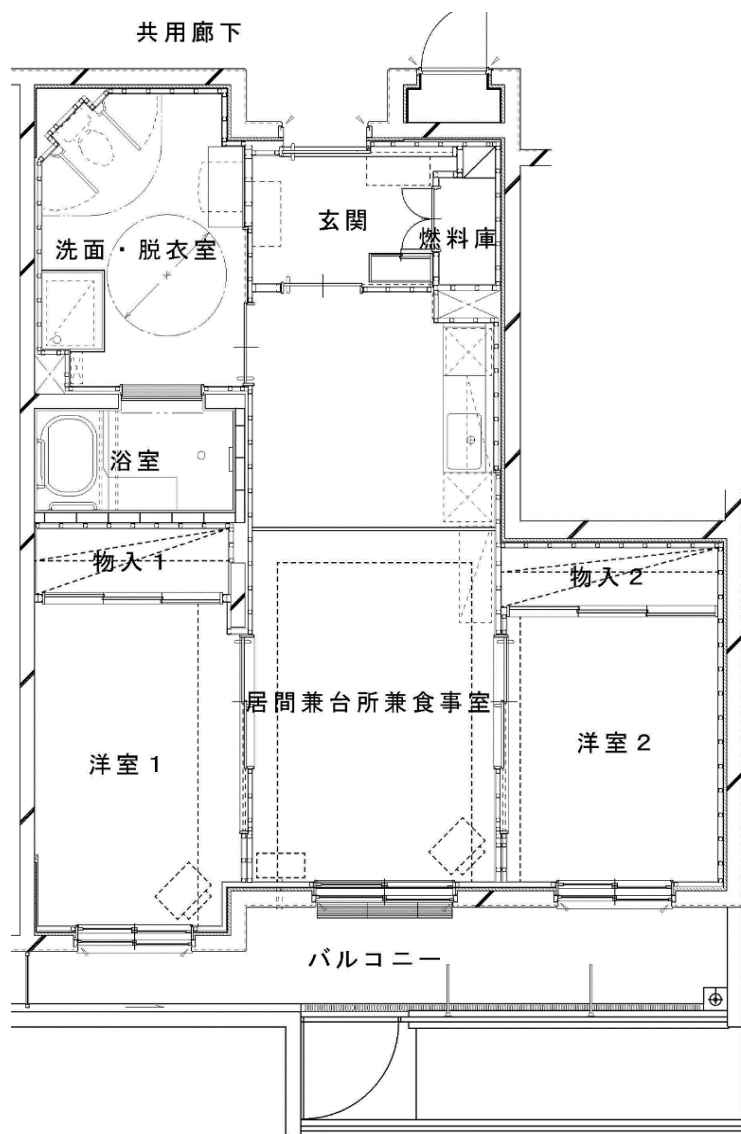 共用廊下
玄関
燃料庫
洗面・脱衣室
浴室
物入1
物入2
居間兼台所兼食事室
洋室1
洋室2
バルコニー